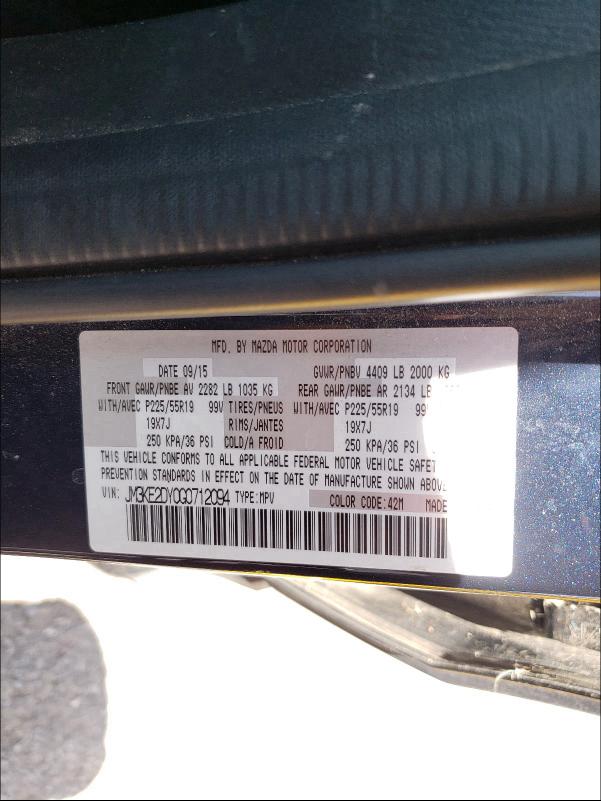 MFD. BY MAZDA MOTOR CORPORATION
DATE 09/15 GVWR/PNBV 4409 LB 2000 KG
FRONT GAWR/PNBE AV 2282 LB 1035 KG REAR GAWR/PNBE AR 2134 LB
WITH/AVEC P225/55R19 99V TIRES/PNEUS WITH/AVEC P225/55R19
19X7J RIMS/JANTES 19X7J
250 KPA/36 PSI COLD/A FROID 250 KPA/36 PSI
THIS VEHICLE CONFORMS TO ALL APPLICABLE FEDERAL MOTOR VEHICLE SAFET
PREVENTION STANDARDS IN EFFECT ON THE DATE OF MANUFACTURE SHOWN ABOVE
VIN: JM3KE2DY0G0712094 TYPE:MPV COLOR CODE:42M MADE